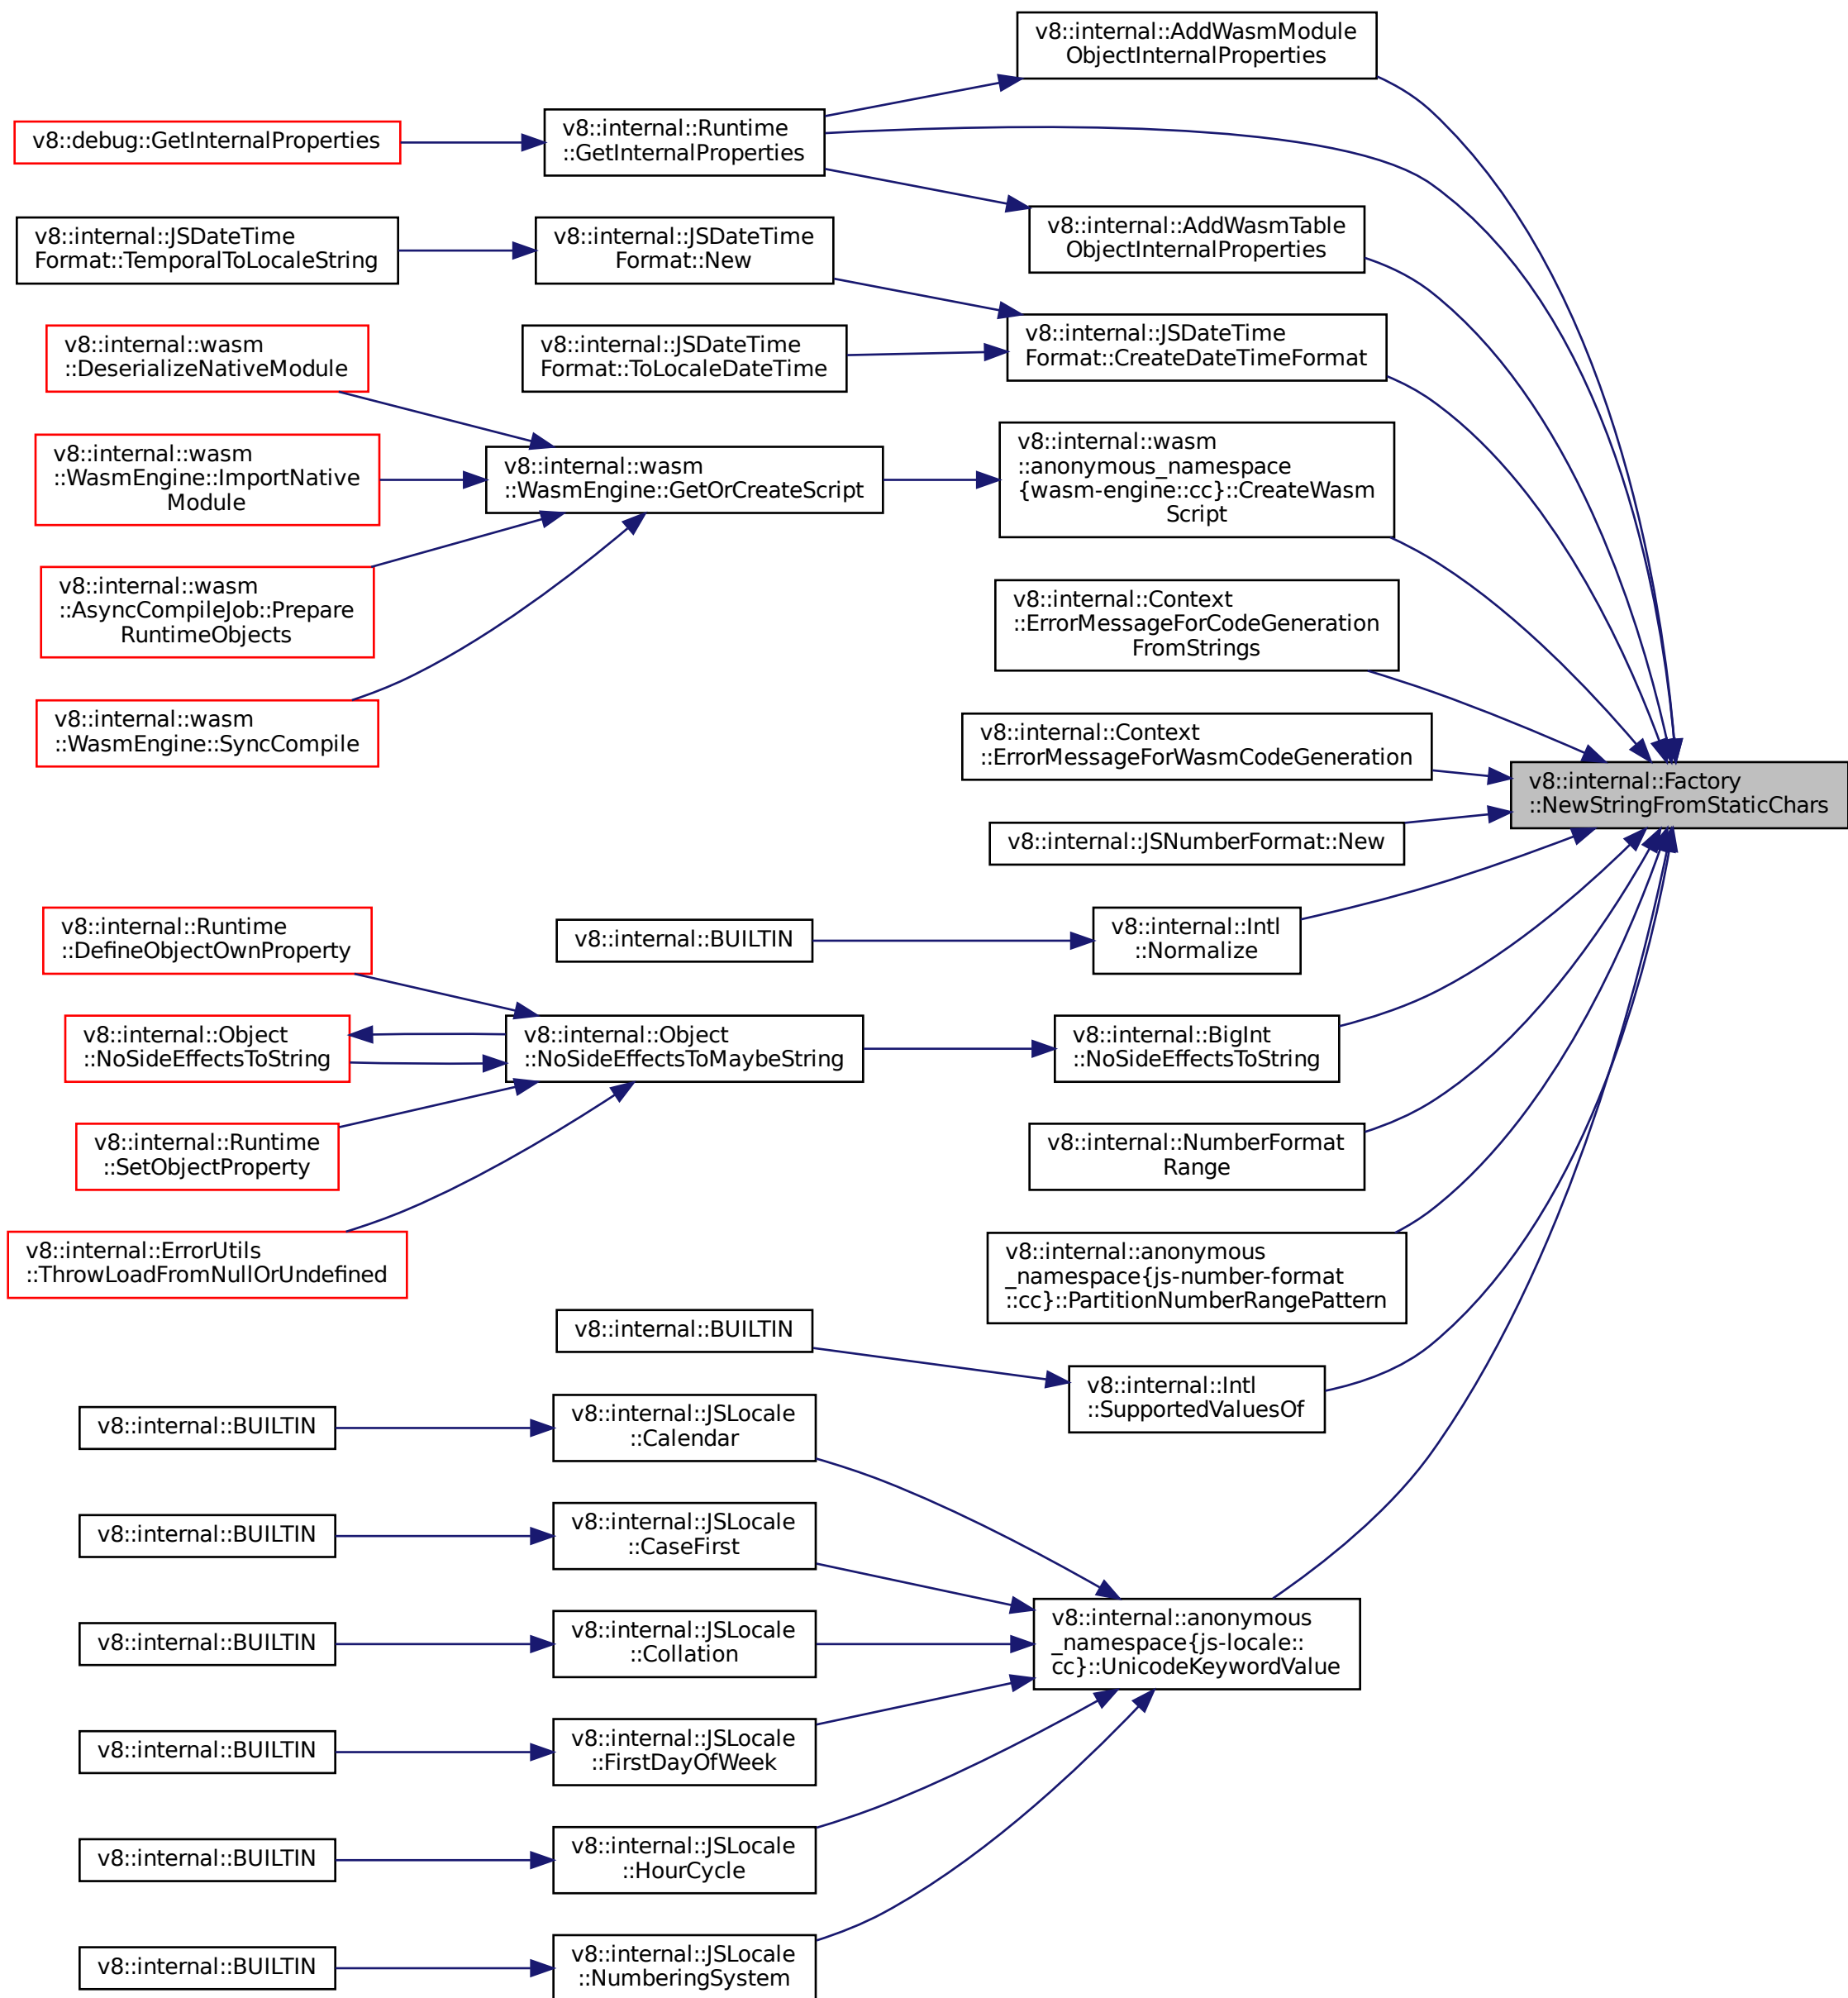 v8::internal::AddWasmModule
ObjectInternalProperties
v8::internal::Runtime
::GetInternalProperties
v8::debug::GetInternalProperties
v8::internal::AddWasmTable
ObjectInternalProperties
v8::internal::JSDateTime
Format::TemporalToLocaleString
v8::internal::JSDateTime
Format::New
v8::internal::JSDateTime
Format::CreateDateTimeFormat
v8::internal::JSDateTime
Format::ToLocaleDateTime
v8::internal::wasm
::DeserializeNativeModule
v8::internal::wasm
::WasmEngine::ImportNative
Module
v8::internal::wasm
::WasmEngine::GetOrCreateScript
v8::internal::wasm
::anonymous_namespace
{wasm-engine::cc}::CreateWasm
Script
v8::internal::wasm
::AsyncCompileJob::Prepare
RuntimeObjects
v8::internal::wasm
::WasmEngine::SyncCompile
v8::internal::Context
::ErrorMessageForCodeGeneration
FromStrings
v8::internal::Context
::ErrorMessageForWasmCodeGeneration
v8::internal::Factory
::NewStringFromStaticChars
v8::internal::JSNumberFormat::New
v8::internal::Runtime
::DefineObjectOwnProperty
v8::internal::BUILTIN
v8::internal::Intl
::Normalize
v8::internal::Object
::NoSideEffectsToString
v8::internal::Object
::NoSideEffectsToMaybeString
v8::internal::BigInt
::NoSideEffectsToString
v8::internal::Runtime
::SetObjectProperty
v8::internal::NumberFormat
Range
v8::internal::ErrorUtils
::ThrowLoadFromNullOrUndefined
v8::internal::anonymous
_namespace{js-number-format
::cc}::PartitionNumberRangePattern
v8::internal::BUILTIN
v8::internal::Intl
::SupportedValuesOf
v8::internal::BUILTIN
v8::internal::JSLocale
::Calendar
v8::internal::BUILTIN
v8::internal::JSLocale
::CaseFirst
v8::internal::BUILTIN
v8::internal::JSLocale
::Collation
v8::internal::anonymous
_namespace{js-locale::
cc}::UnicodeKeywordValue
v8::internal::BUILTIN
v8::internal::JSLocale
::FirstDayOfWeek
v8::internal::BUILTIN
v8::internal::JSLocale
::HourCycle
v8::internal::BUILTIN
v8::internal::JSLocale
::NumberingSystem